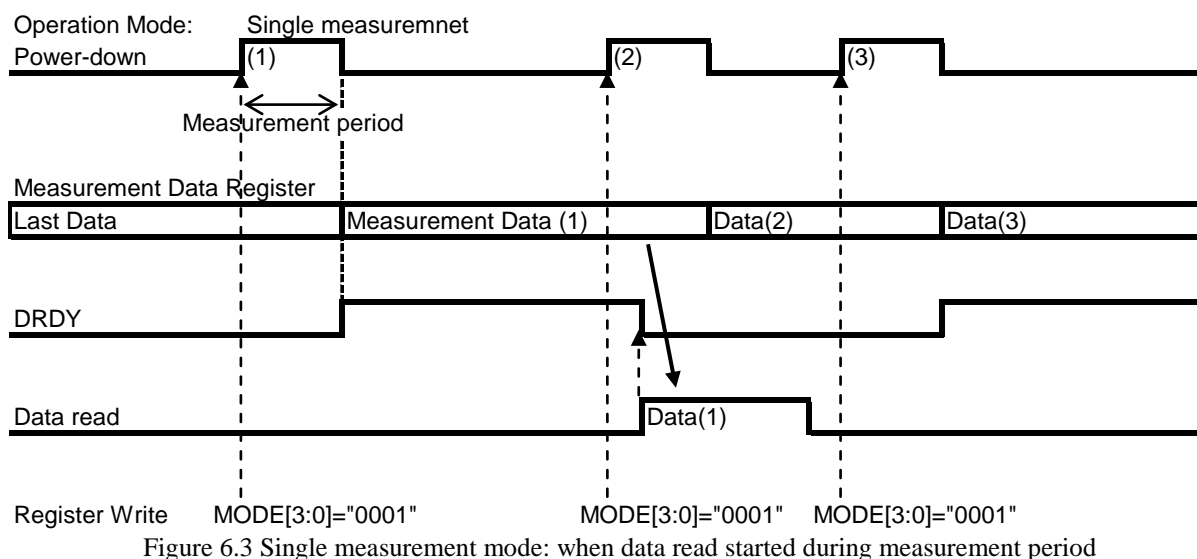 Operation Mode: Single measuremnet
Power-down (1) (2) (3)
Measurement period
Measurement Data Register
Last Data Measurement Data (1) Data(2) Data(3)
DRDY
Data read Data(1)
Register Write MODE[3:0]="0001" MODE[3:0]="0001" MODE[3:0]="0001"
Figure 6.3 Single measurement mode: when data read started during measurement period